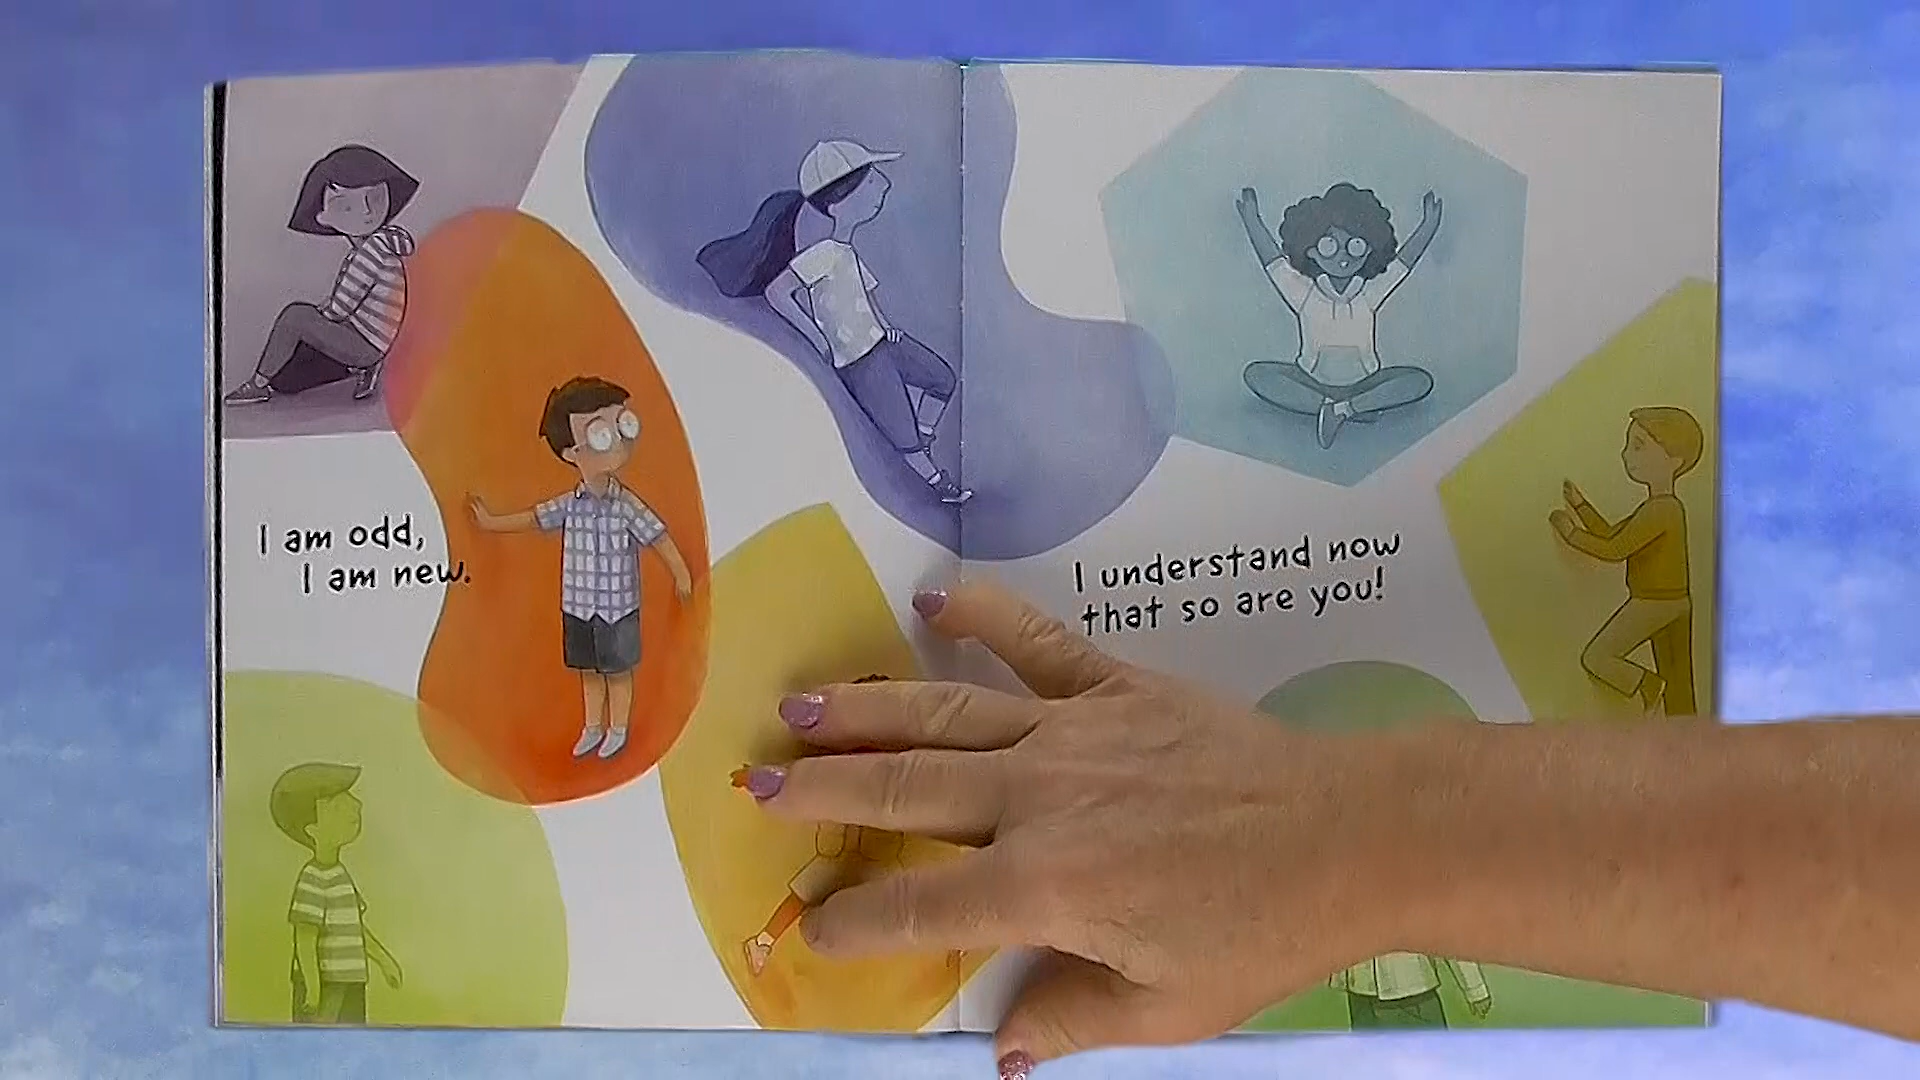 I am odd,
I am new.
I understand now
that so are you!